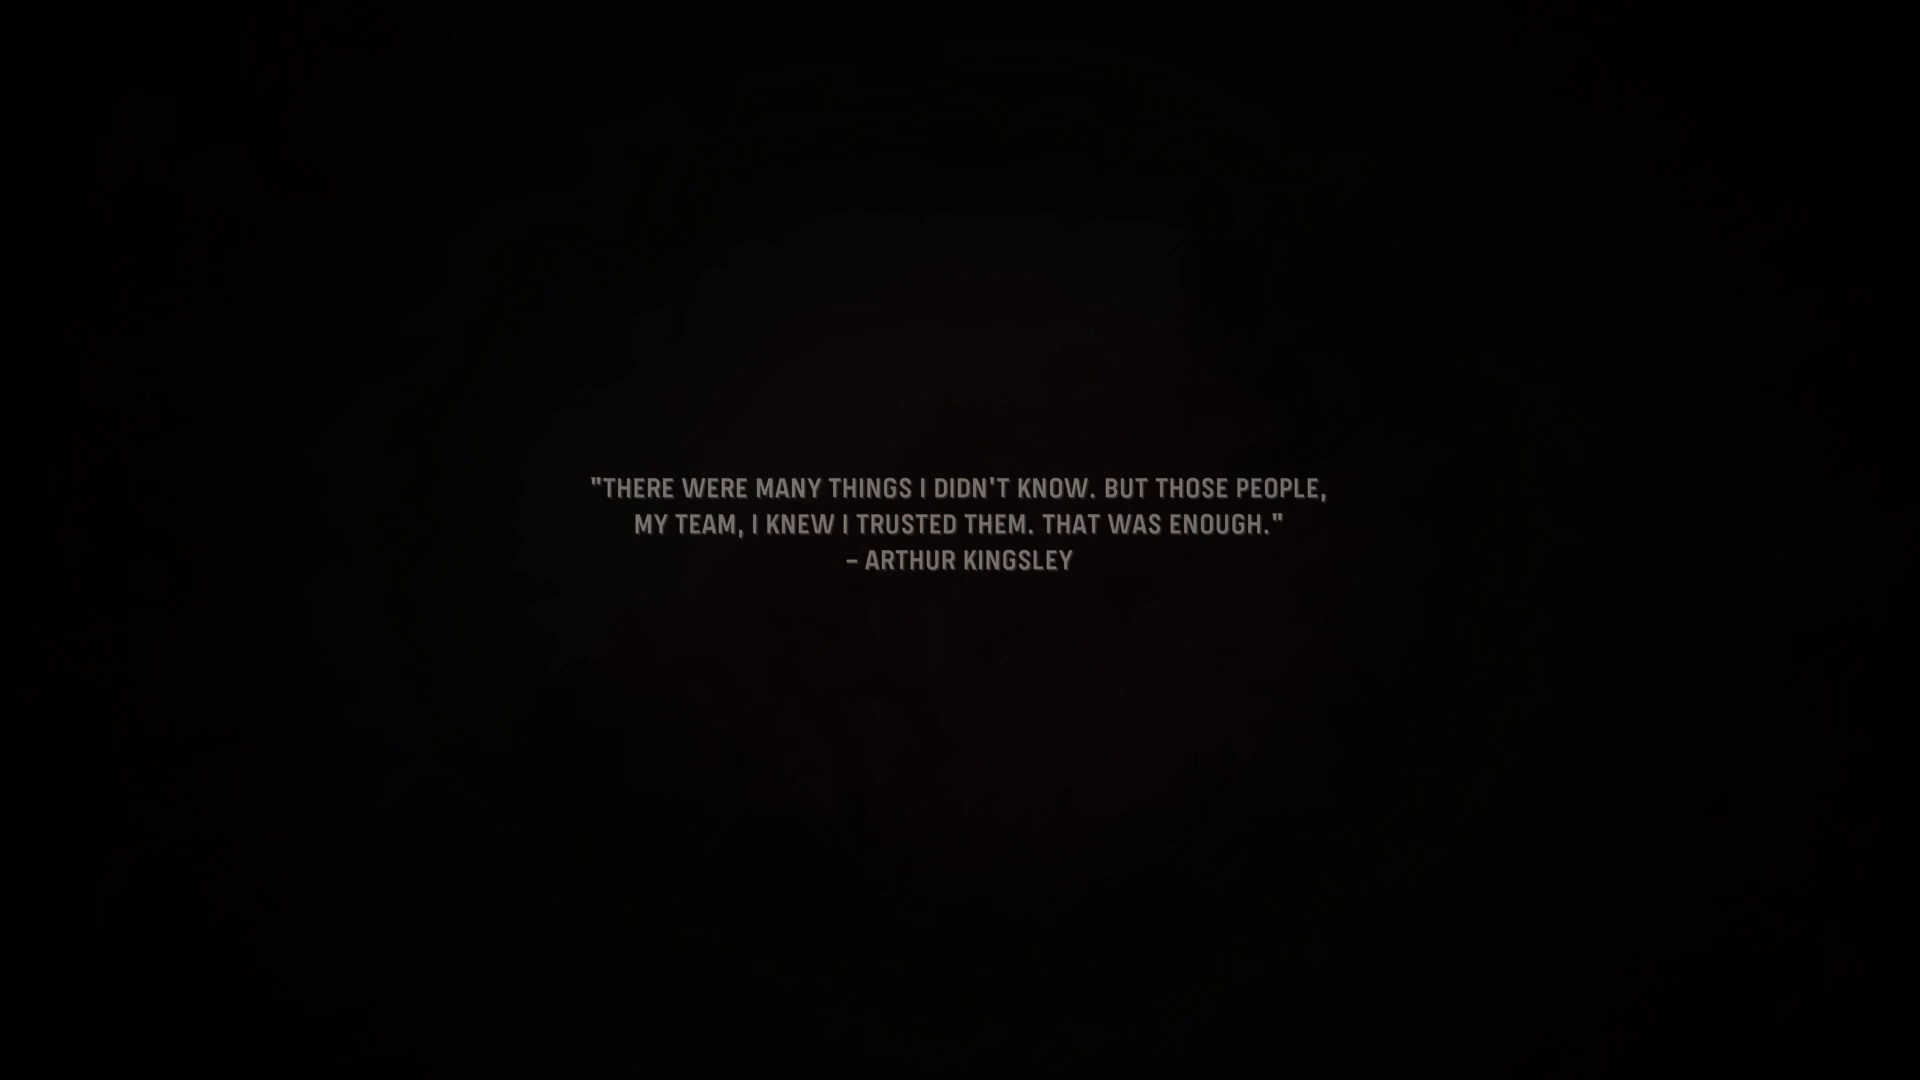 "THERE WERE MANY THINGS I DIDN'T KNOW. BUT THOSE PEOPLE,
MY TEAM, I KNEW I TRUSTED THEM. THAT WAS ENOUGH."
– ARTHUR KINGSLEY